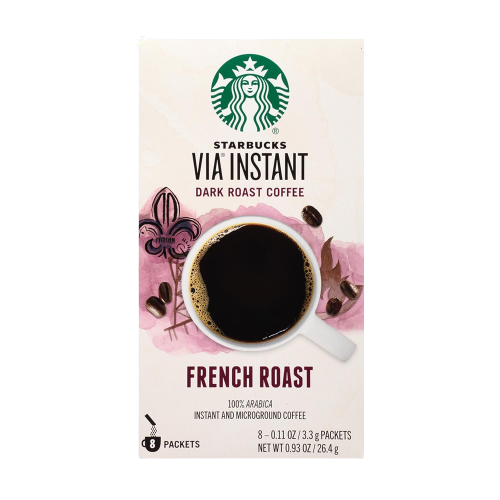 ®
STARBUCKS
VIA® INSTANT
DARK ROAST COFFEE
FRENCH ROAST
100% ARABICA
INSTANT AND MICROGROUND COFFEE
8 PACKETS
8 – 0.11 OZ / 3.3 g PACKETS
NET WT 0.93 OZ / 26.4 g